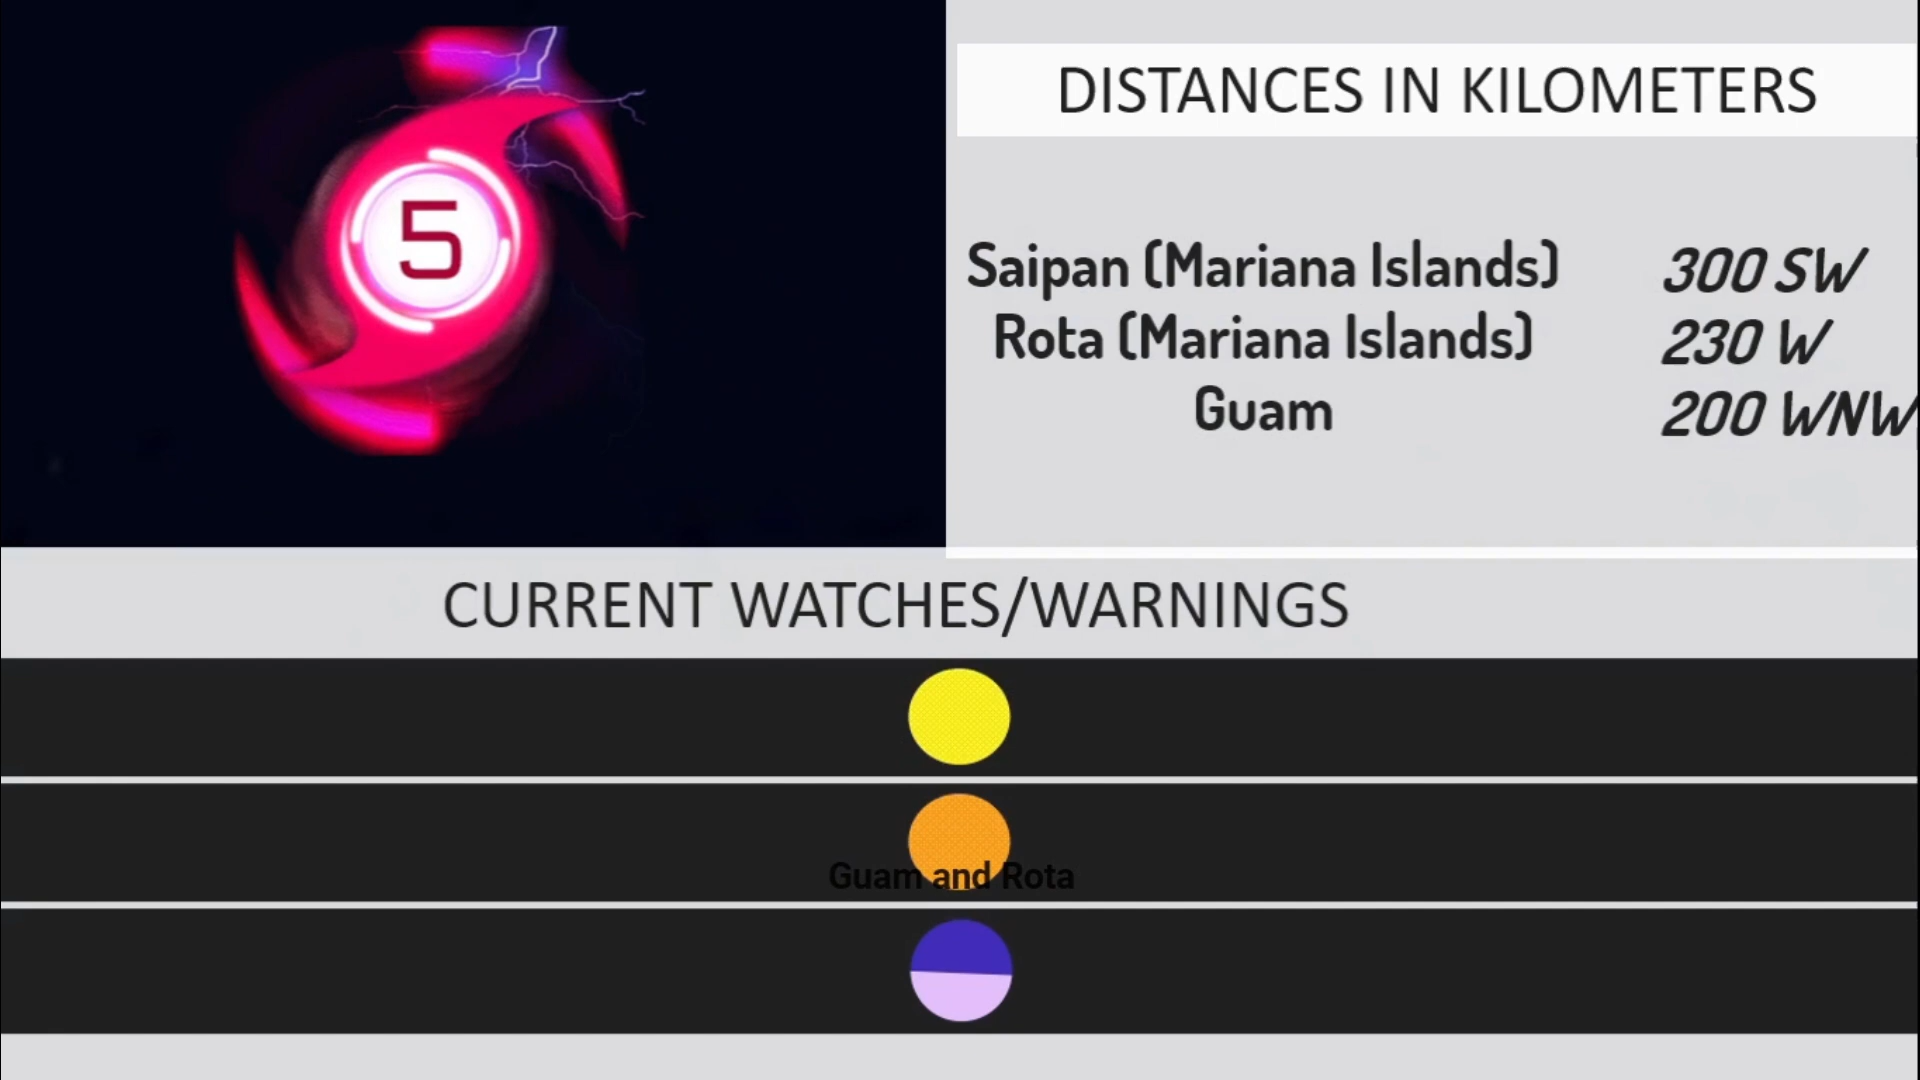 5
DISTANCES IN KILOMETERS
Saipan (Mariana Islands) 300 SW
Rota (Mariana Islands) 230 W
Guam 200 WNW
CURRENT WATCHES/WARNINGS
Guam and Rota